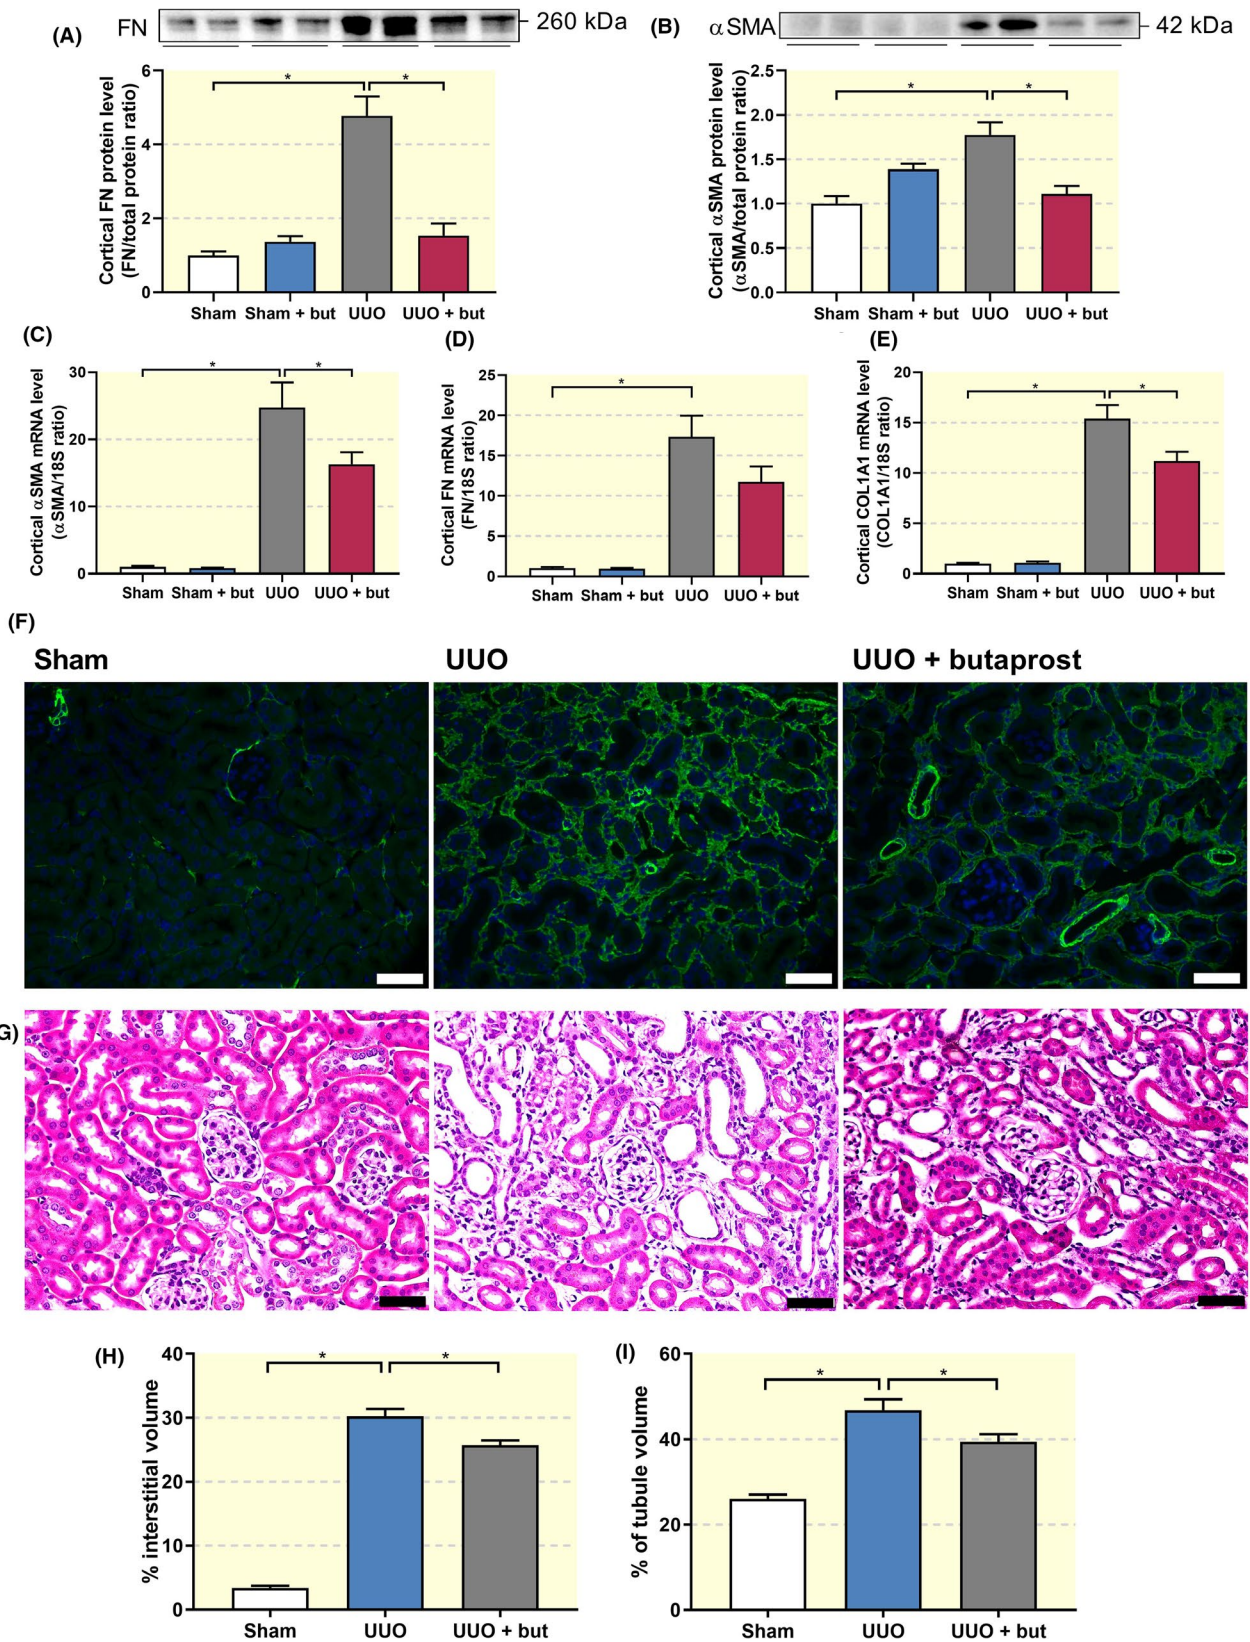 (A)
FN
260 kDa
Cortical FN protein level
(FN/total protein ratio)
6
4
2
0
*
*
Sham
Sham + but
UUO
UUO + but
(B)
αSMA
42 kDa
Cortical αSMA protein level
(αSMA/total protein ratio)
2.5
2.0
1.5
1.0
0.5
0.0
*
*
Sham
Sham + but
UUO
UUO + but
(C)
Cortical αSMA mRNA level
(αSMA/18S ratio)
30
20
10
0
*
*
Sham
Sham + but
UUO
UUO + but
(D)
Cortical FN mRNA level
(FN/18S ratio)
25
20
15
10
5
0
*
Sham
Sham + but
UUO
UUO + but
(E)
Cortical COL1A1 mRNA level
(COL1A1/18S ratio)
20
15
10
5
0
*
*
Sham
Sham + but
UUO
UUO + but
(F)
Sham
UUO
UUO + butaprost
G)
(H)
% interstitial volume
40
30
20
10
0
*
*
Sham
UUO
UUO + but
(I)
% of tubule volume
60
40
20
0
*
*
Sham
UUO
UUO + but